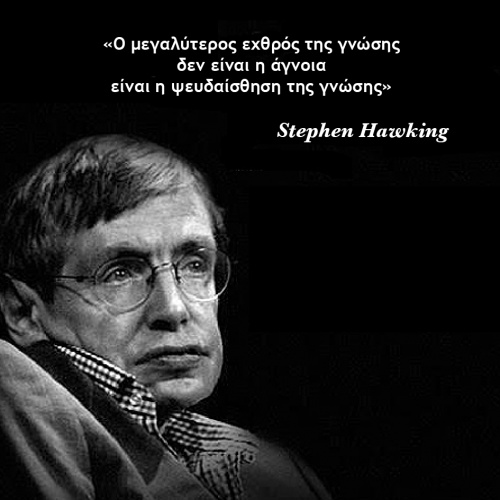 «Ο μεγαλύτερος εχθρός της γνώσης
δεν είναι η άγνοια
είναι η ψευδαίσθηση της γνώσης»
Stephen Hawking